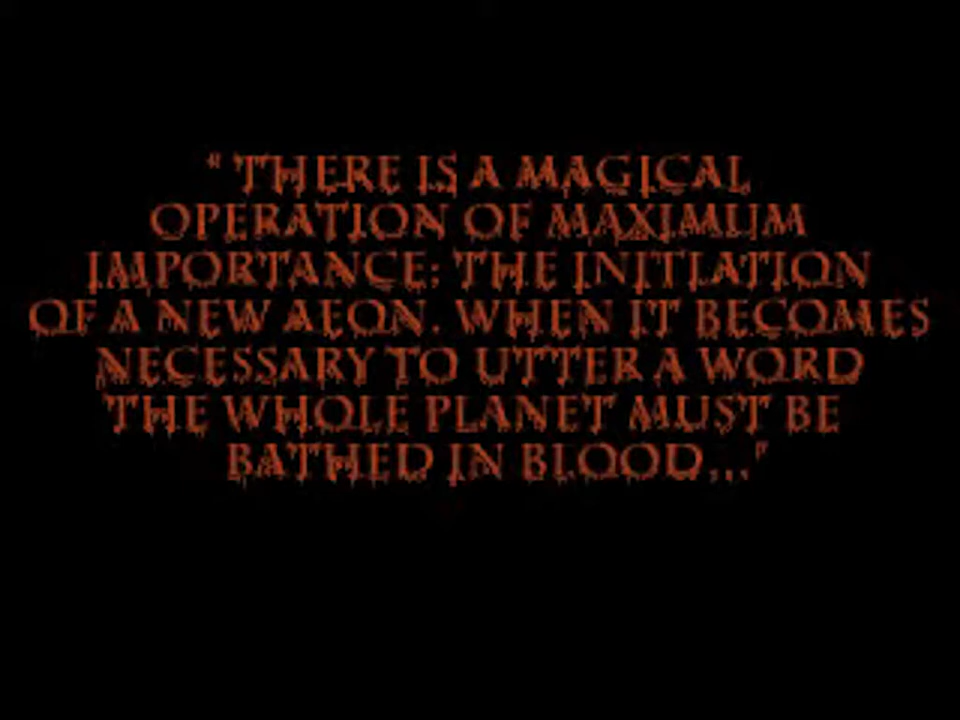 "THERE IS A MAGICAL
OPERATION OF MAXIMUM
IMPORTANCE: THE INITIATION
OF A NEW AEON. WHEN IT BECOMES
NECESSARY TO UTTER A WORD
THE WHOLE PLANET MUST BE
BATHED IN BLOOD..."